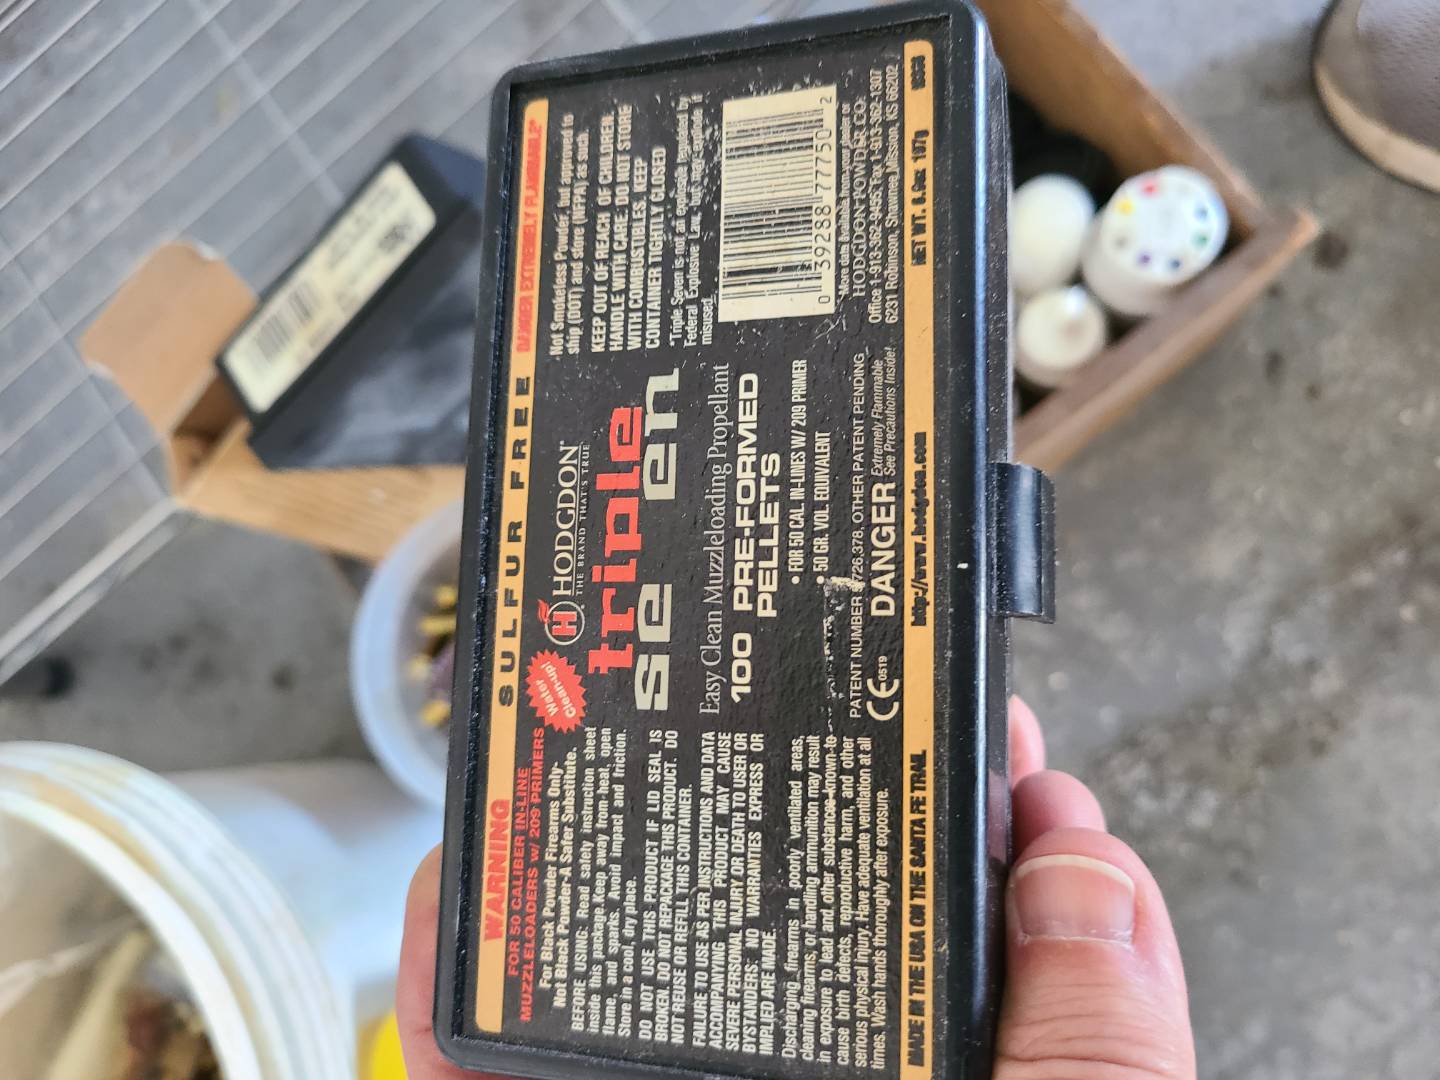 SULFUR FREE
WARNING
FOR 50 CALIBER IN-LINE
MUZZLELOADERS w/ 209 PRIMERS
For Black Powder Firearms Only-
Not Black Powder-A Safer Substitute.
BEFORE USING: Read safety instruction sheet
inside this package. Keep away from heat, open
flame, and sparks. Avoid impact and friction.
Store in a cool, dry place.
DO NOT USE THIS PRODUCT IF LID SEAL IS
BROKEN. DO NOT REPACKAGE THIS PRODUCT. DO
NOT REUSE OR REFILL THIS CONTAINER.
FAILURE TO USE AS PER INSTRUCTIONS AND DATA
ACCOMPANYING THIS PRODUCT MAY CAUSE
SEVERE PERSONAL INJURY OR DEATH TO USER OR
BYSTANDERS. NO WARRANTIES EXPRESS OR
IMPLIED ARE MADE.
Discharging firearms in poorly ventilated areas,
cleaning firearms, or handling ammunition may result
in exposure to lead and other substances known to
cause birth defects, reproductive harm, and other
serious physical injury. Have adequate ventilation at all
times. Wash hands thoroughly after exposure.
MADE IN THE USA ON THE SANTA FE TRAIL
Water
Clean-up!
H HODGDON
THE BRAND THAT'S TRUE
triple
se en
Easy Clean Muzzleloading Propellant
100 PRE-FORMED
PELLETS
• FOR 50 CAL IN-LINES W/ 209 PRIMER
• 50 GR. VOL. EQUIVALENT
PATENT NUMBER 726,378, OTHER PATENT PENDING
CE 0519
DANGER Extremely Flammable
See Precautions Inside!
http://www.hodgdon.com
DANGER EXTREMELY FLAMMABLE*
Not Smokeless Powder, but approved to
ship (DOT) and store (NFPA) as such.
KEEP OUT OF REACH OF CHILDREN.
HANDLE WITH CARE. DO NOT STORE
WITH COMBUSTIBLES. KEEP
CONTAINER TIGHTLY CLOSED
*Triple Seven is not an explosive regulated by
Federal Explosive Law, but may explode if
misused.
0 39288 77750 2
*More data available from your dealer or
HODGDON POWDER CO.
Office 1-913-362-9455 Fax 1-913-362-1307
6231 Robinson, Shawnee Mission, KS 66202
NET WT. 6.9oz 197g